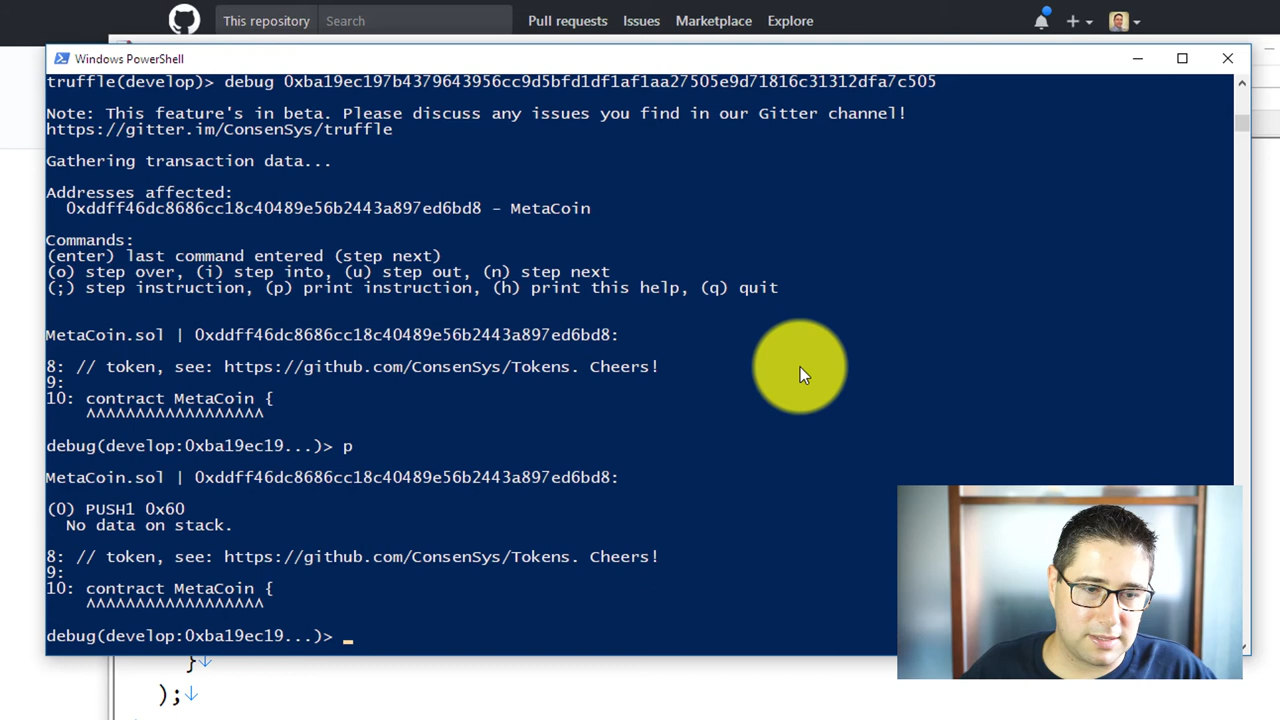 This repository Search Pull requests Issues Marketplace Explore
Windows PowerShell
truffle(develop)> debug 0xba19ec197b4379643956cc9d5bfd1df1af1aa27505e9d71816c31312dfa7c505
Note: This feature's in beta. Please discuss any issues you find in our Gitter channel!
https://gitter.im/ConsenSys/truffle
Gathering transaction data...
Addresses affected:
0xddff46dc8686cc18c40489e56b2443a897ed6bd8 - MetaCoin
Commands:
(enter) last command entered (step next)
(o) step over, (i) step into, (u) step out, (n) step next
(;) step instruction, (p) print instruction, (h) print this help, (q) quit
MetaCoin.sol | 0xddff46dc8686cc18c40489e56b2443a897ed6bd8:
8: // token, see: https://github.com/ConsenSys/Tokens. Cheers!
9:
10: contract MetaCoin {
^^^^^^^^^^^^^^^^^^
debug(develop:0xba19ec19...)> p
MetaCoin.sol | 0xddff46dc8686cc18c40489e56b2443a897ed6bd8:
(0) PUSH1 0x60
No data on stack.
8: // token, see: https://github.com/ConsenSys/Tokens. Cheers!
9:
10: contract MetaCoin {
^^^^^^^^^^^^^^^^^^
debug(develop:0xba19ec19...)> _
}↓
);↓